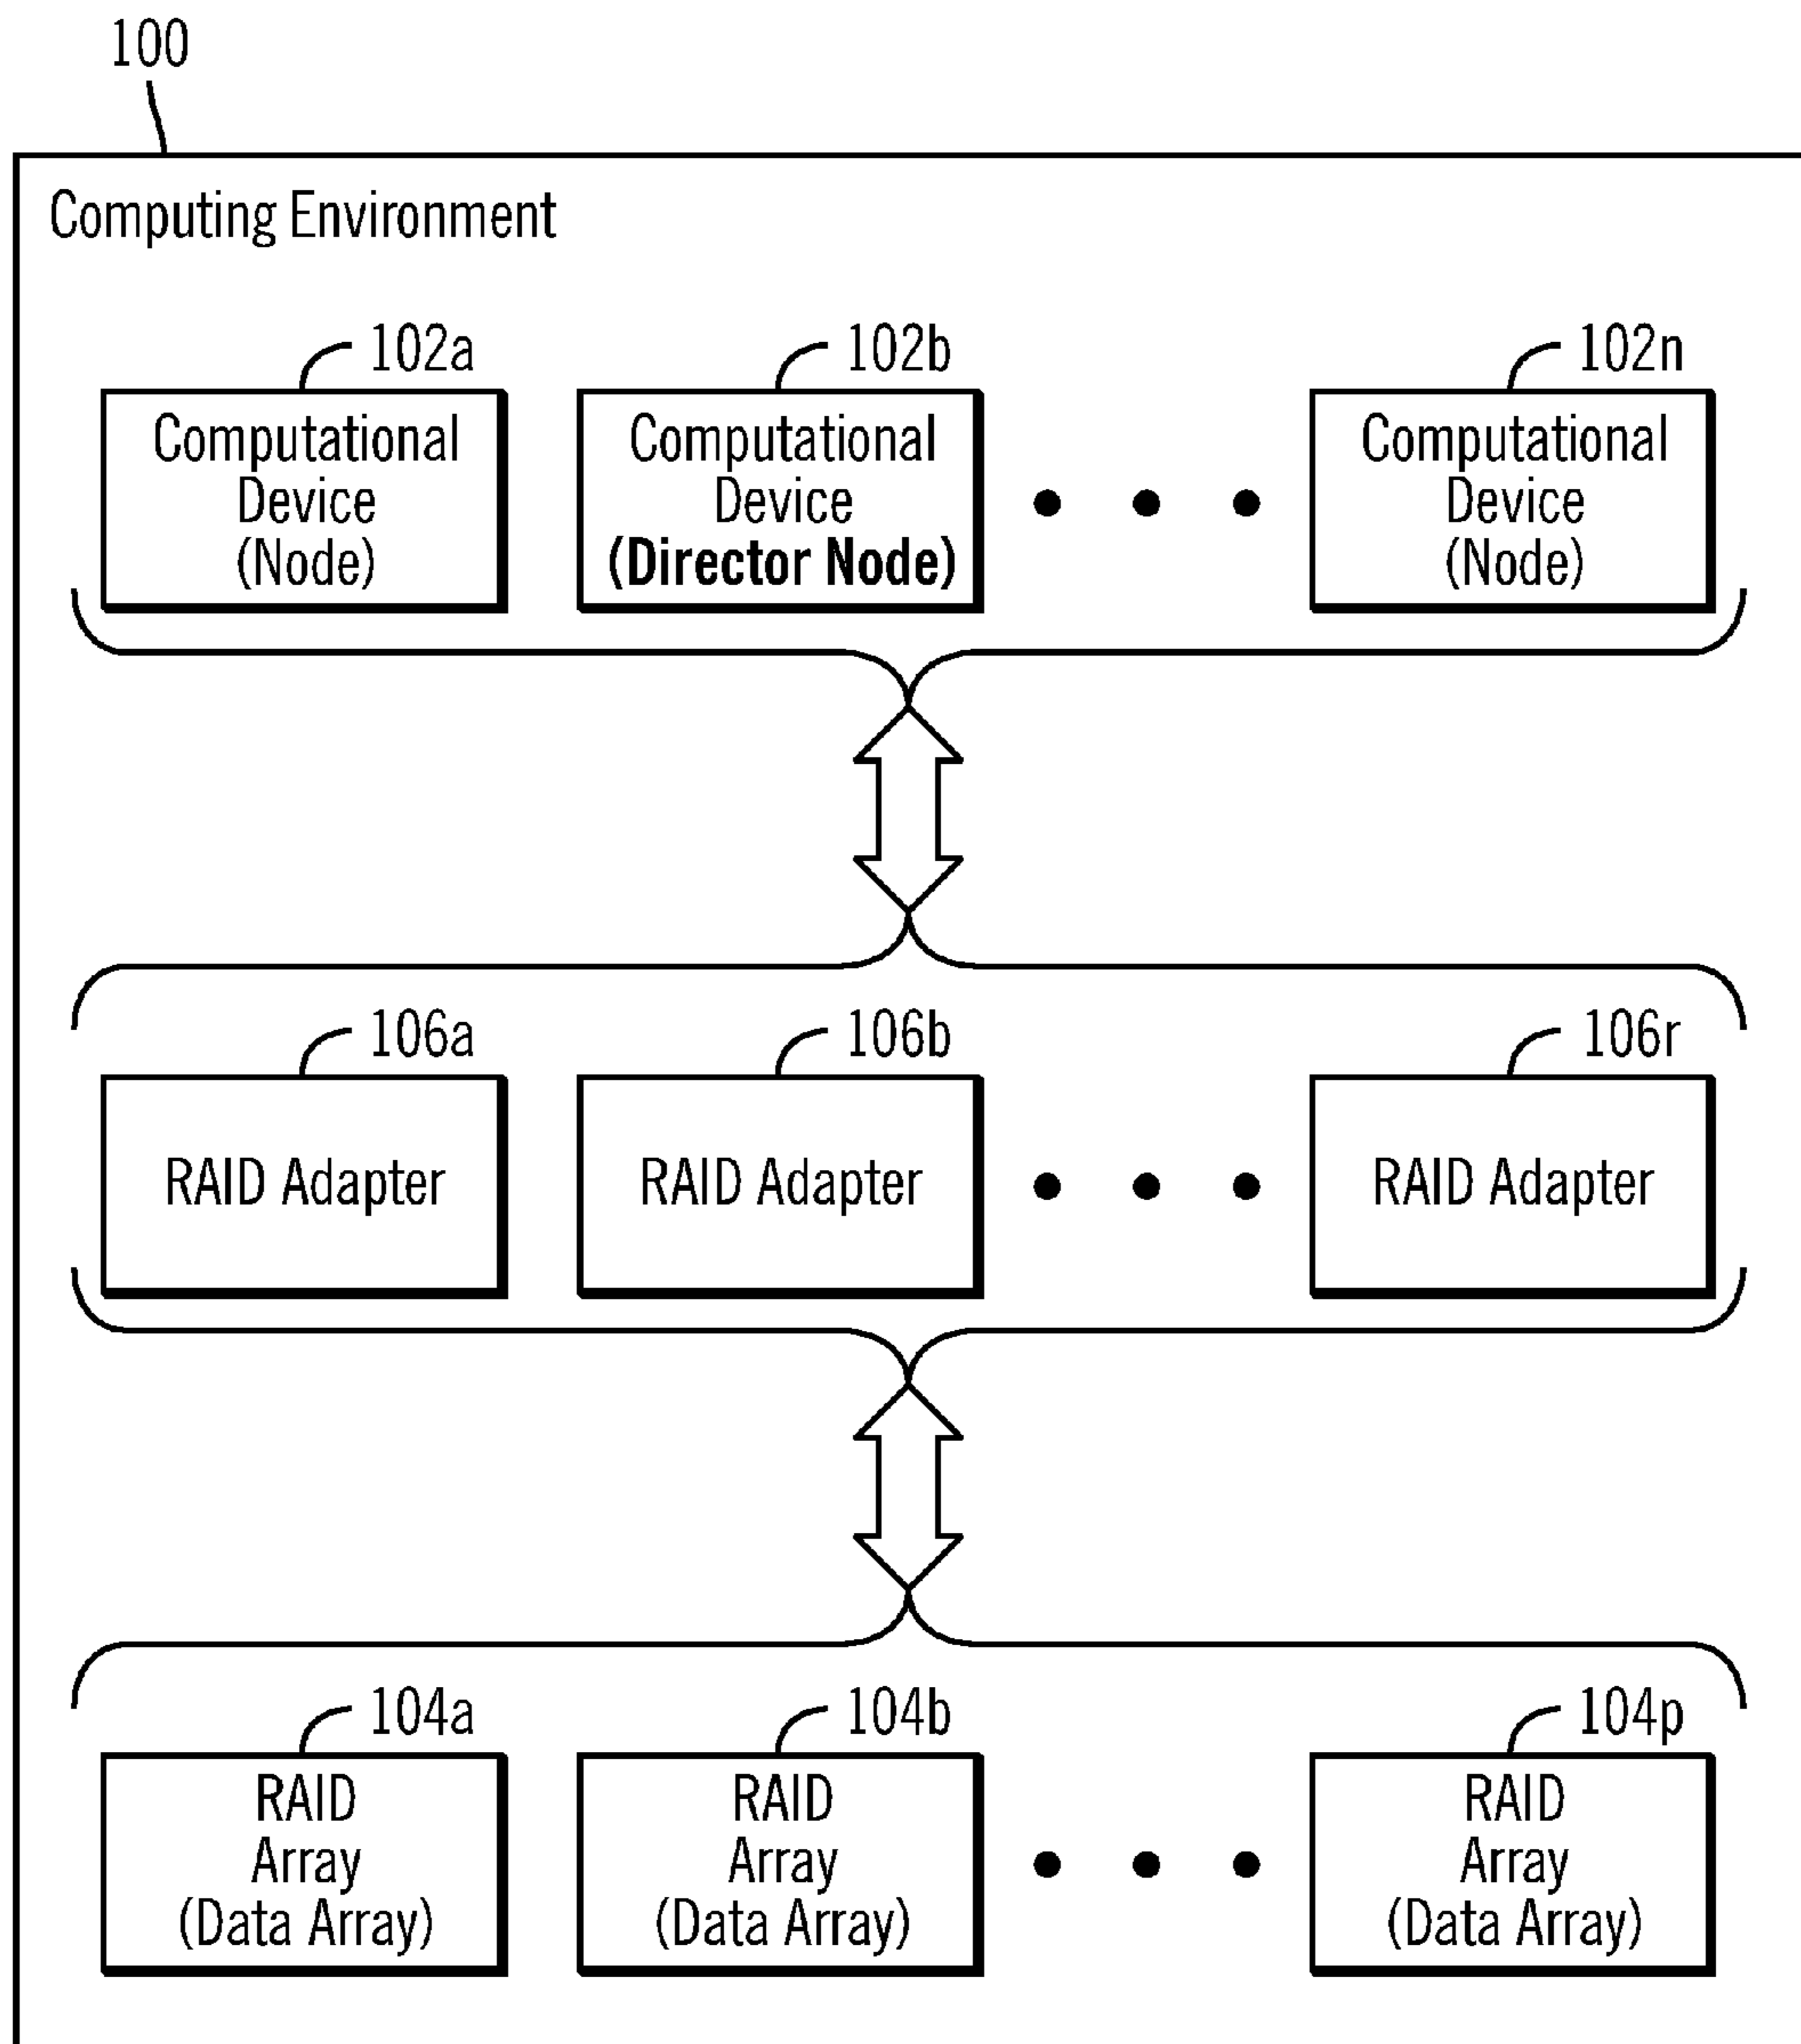 100
Computing Environment
102a
102b
102n
Computational
Device
(Node)
Computational
Device
(Director Node)
Computational
Device
(Node)
106a
106b
106r
RAID Adapter
RAID Adapter
RAID Adapter
104a
104b
104p
RAID
Array
(Data Array)
RAID
Array
(Data Array)
RAID
Array
(Data Array)